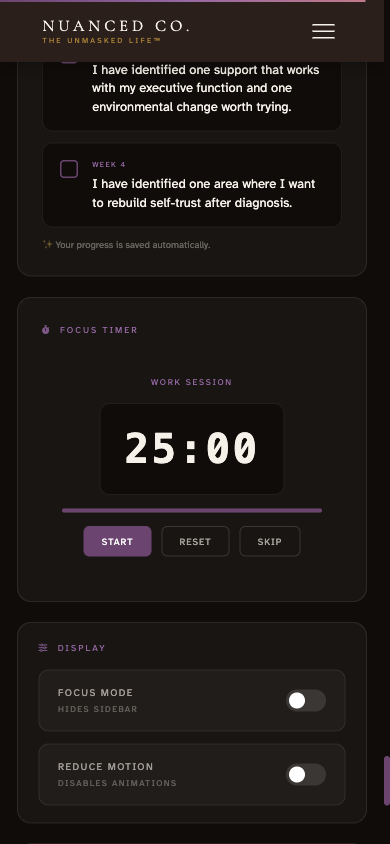 NUANCED CO.
THE UNMASKED LIFE™
I have identified one support that works
with my executive function and one
environmental change worth trying.
WEEK 4
I have identified one area where I want
to rebuild self-trust after diagnosis.
✨ Your progress is saved automatically.
FOCUS TIMER
WORK SESSION
25:00
START
RESET
SKIP
DISPLAY
FOCUS MODE
HIDES SIDEBAR
REDUCE MOTION
DISABLES ANIMATIONS